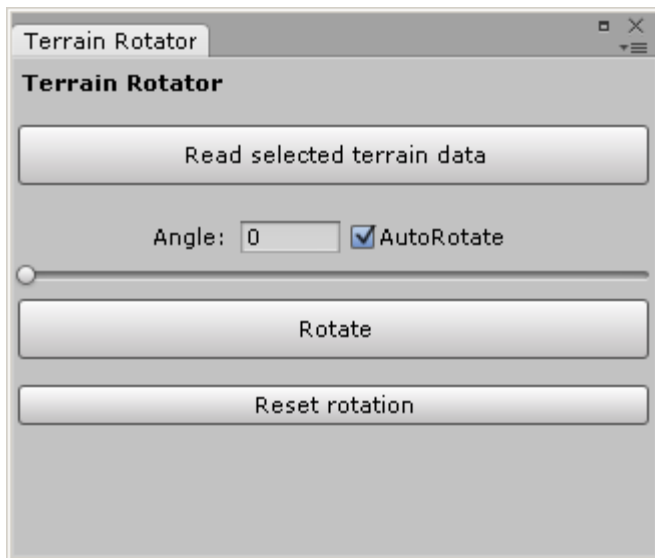 Terrain Rotator
Terrain Rotator
Read selected terrain data
Angle: 0 AutoRotate
Rotate
Reset rotation